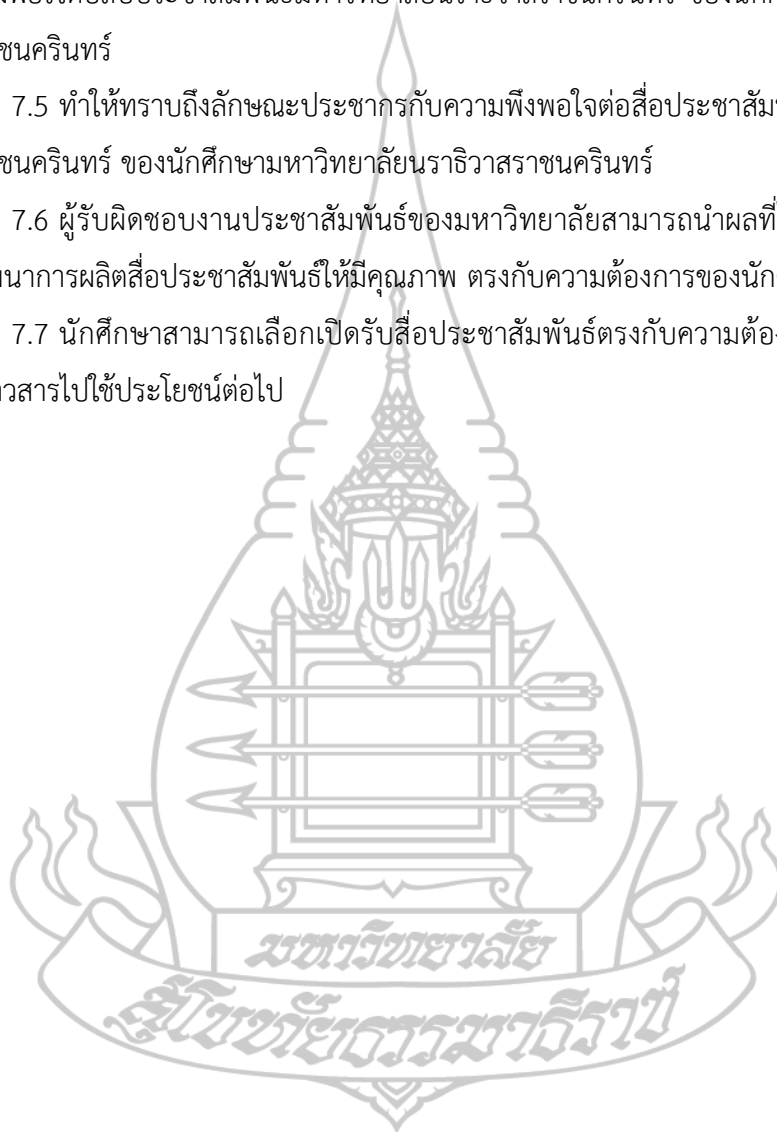 ชนครินทร์
7.5 ทำให้ทราบถึงลักษณะประชากรกับความพึงพอใจต่อสื่อประชาสัม
ชนครินทร์ ของนักศึกษามหาวิทยาลัยนราธิวาสราชนครินทร์
7.6 ผู้รับผิดชอบงานประชาสัมพันธ์ของมหาวิทยาลัยสามารถนำผลที่
นาการผลิตสื่อประชาสัมพันธ์ให้มีคุณภาพ ตรงกับความต้องการของนัก
7.7 นักศึกษาสามารถเลือกเปิดรับสื่อประชาสัมพันธ์ตรงกับความต้อง
าวสารไปใช้ประโยชน์ต่อไป
มหาวิทยาลัย
สุโขทัยธรรมาธิราช